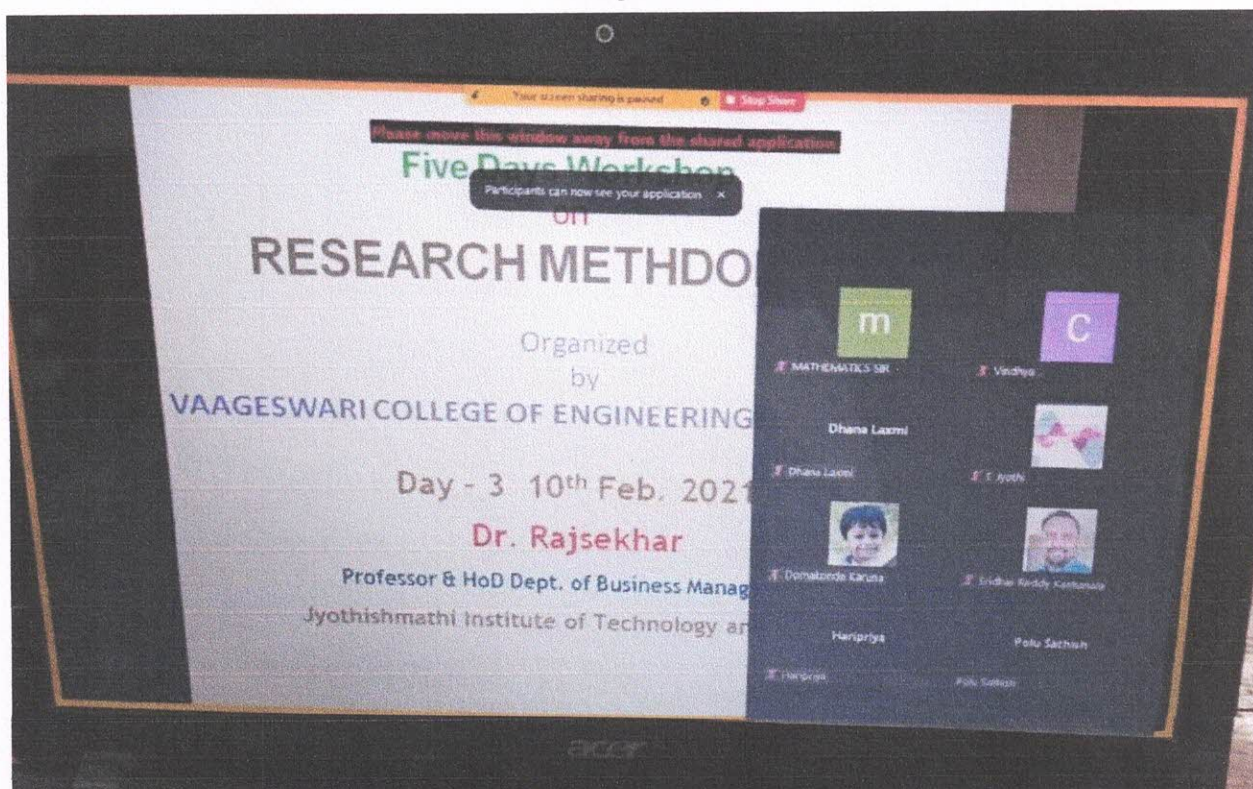 Your screen sharing is paused
Stop Share
Please move this window away from the shared application
Five Days Workshop
Participants can now see your application ×
on
RESEARCH METHDO
Organized
by
VAAGESWARI COLLEGE OF ENGINEERING
Day - 3 10th Feb. 2021
Dr. Rajsekhar
Professor & HoD Dept. of Business Manag
Jyothishmathi Institute of Technology an
m
C
MATHEMATICS SIR
Vindhya
Dhana Laxmi
Dhana Laxmi
T Jyothi
Domakonda Karuna
Sridhar Reddy
Haripriya
Polu Sathish
Haripriya
Polu Sathish
acer